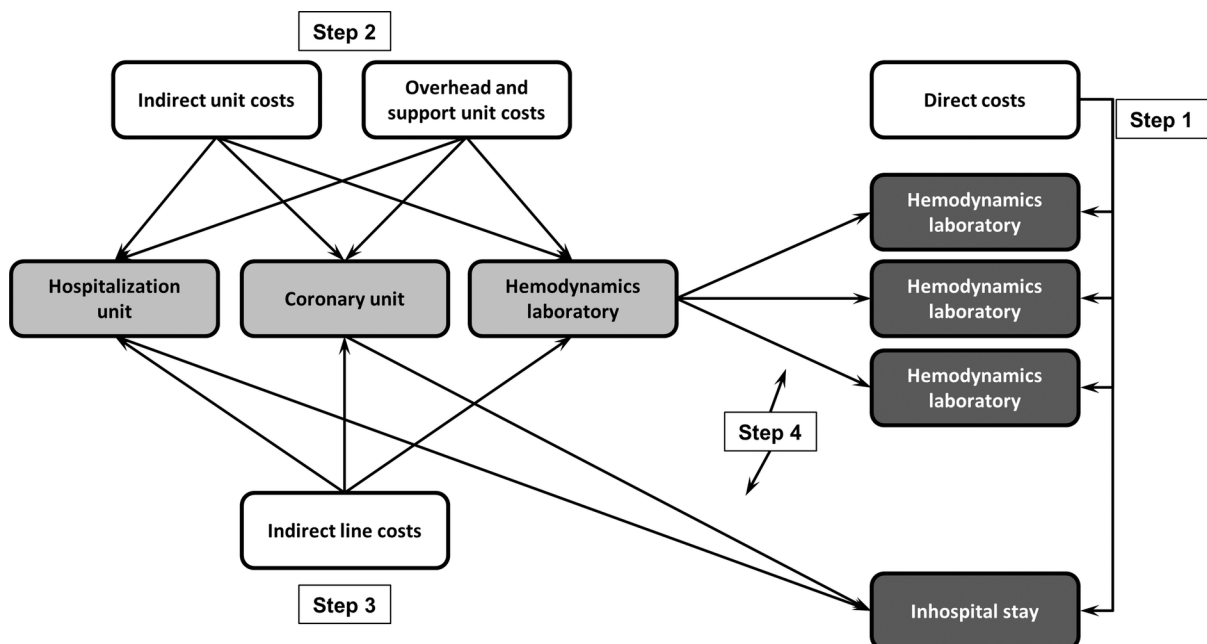 Step 2
Indirect unit costs
Overhead and
support unit costs
Direct costs
Step 1
Hemodynamics
laboratory
Hospitalization
unit
Coronary unit
Hemodynamics
laboratory
Hemodynamics
laboratory
Hemodynamics
laboratory
Step 4
Indirect line costs
Step 3
Inhospital stay